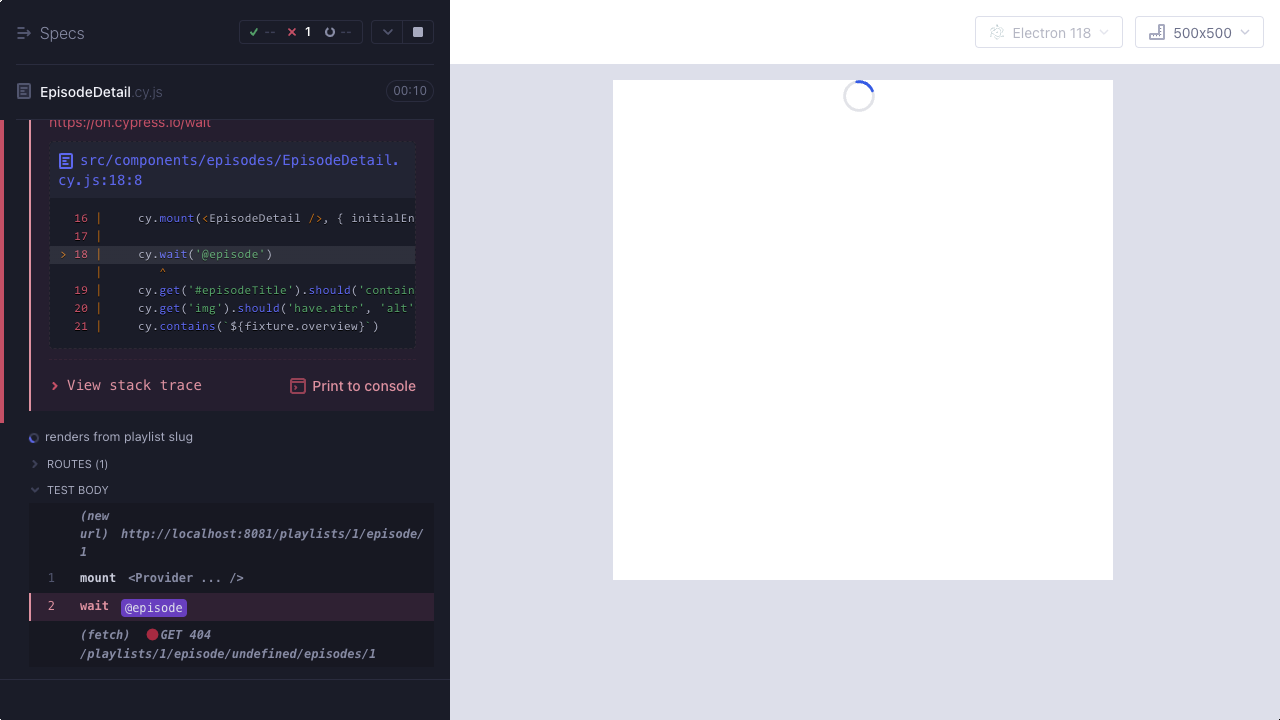 Specs
-- 1 --
Electron 118
500x500
EpisodeDetail.cy.js
00:10
https://on.cypress.io/wait
src/components/episodes/EpisodeDetail.
cy.js:18:8
16 | cy.mount(<EpisodeDetail />, { initialEn
17 |
> 18 | cy.wait('@episode')
| ^
19 | cy.get('#episodeTitle').should('contain
20 | cy.get('img').should('have.attr', 'alt'
21 | cy.contains(`${fixture.overview}`)
View stack trace
Print to console
renders from playlist slug
ROUTES (1)
TEST BODY
(new
url) http://localhost:8081/playlists/1/episode/
1
1 mount <Provider ... />
2 wait @episode
(fetch) GET 404
/playlists/1/episode/undefined/episodes/1